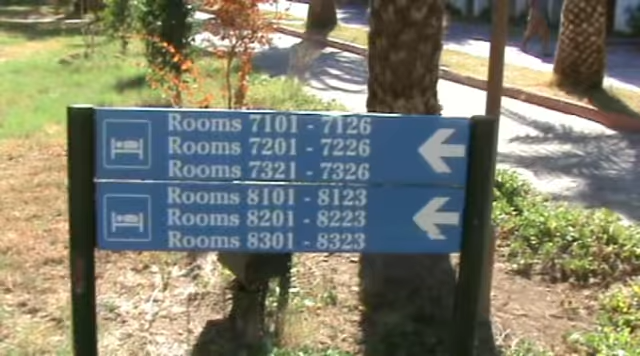 Rooms 7101 - 7126
Rooms 7201 - 7226
Rooms 7321 - 7326
Rooms 8101 - 8123
Rooms 8201 - 8223
Rooms 8301 - 8323